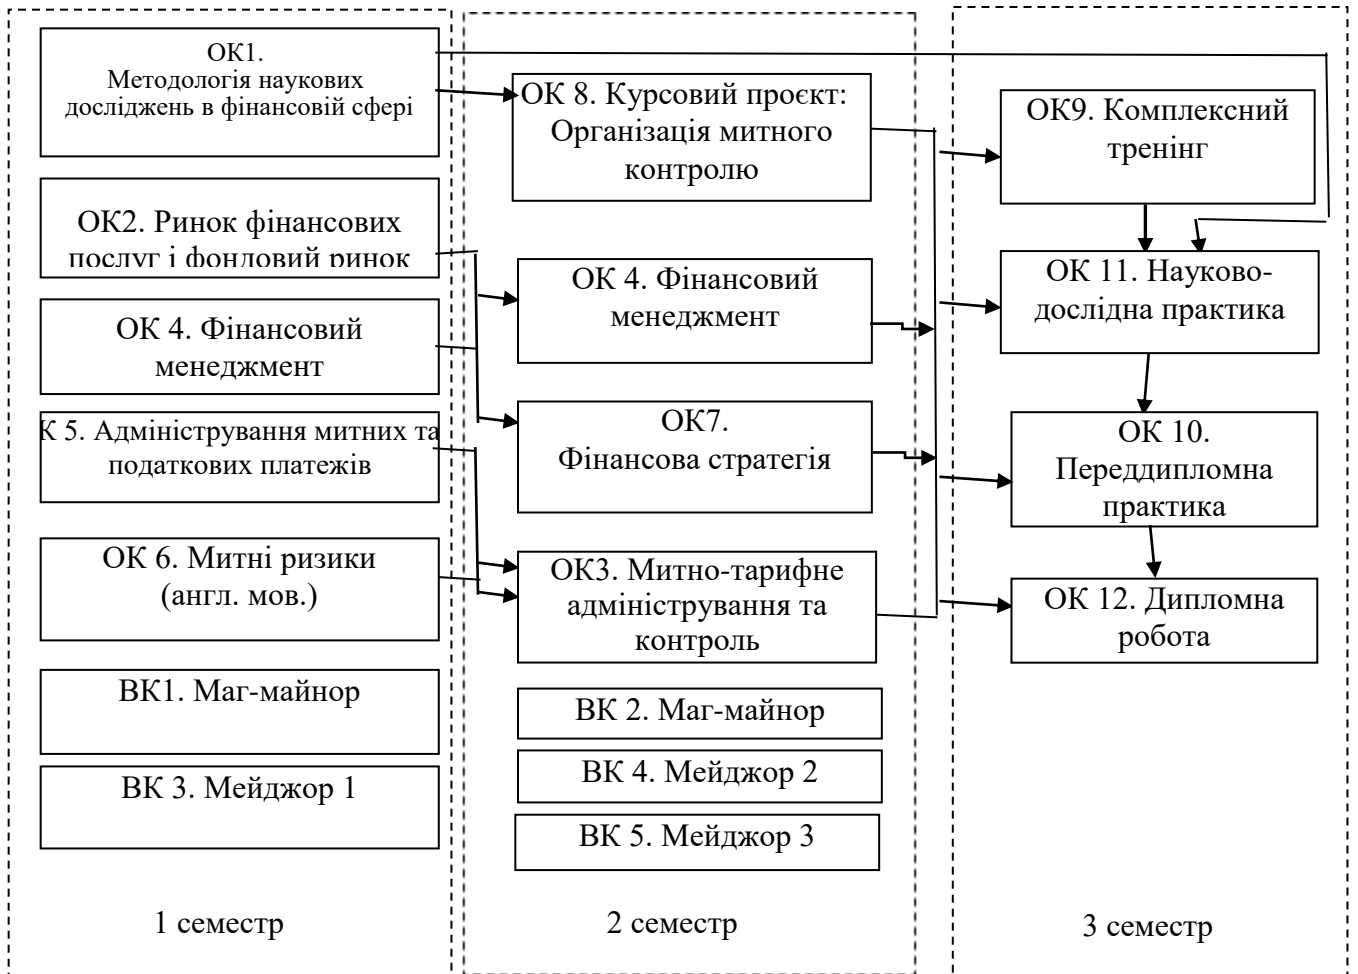 ОК1.
Методологія наукових
досліджень в фінансовій сфері
ОК2. Ринок фінансових
послуг і фондовий ринок
ОК 4. Фінансовий
менеджмент
К 5. Адміністрування митних та
податкових платежів
ОК 6. Митні ризики
(англ. мов.)
ВК1. Маг-майнор
ВК 3. Мейджор 1
1 семестр
ОК 8. Курсовий проєкт:
Організація митного
контролю
ОК 4. Фінансовий
менеджмент
ОК7.
Фінансова стратегія
ОК3. Митно-тарифне
адміністрування та
контроль
ВК 2. Маг-майнор
ВК 4. Мейджор 2
ВК 5. Мейджор 3
2 семестр
ОК9. Комплексний
тренінг
ОК 11. Науково-
дослідна практика
ОК 10.
Переддипломна
практика
ОК 12. Дипломна
робота
3 семестр